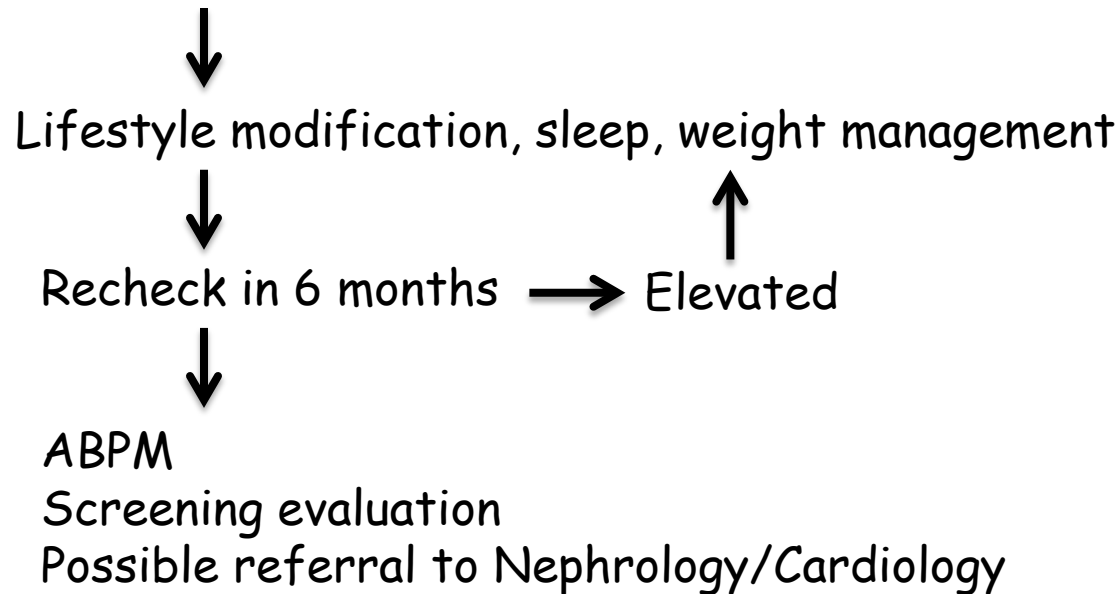 Lifestyle modification, sleep, weight management
Recheck in 6 months
Elevated
ABPM
Screening evaluation
Possible referral to Nephrology/Cardiology